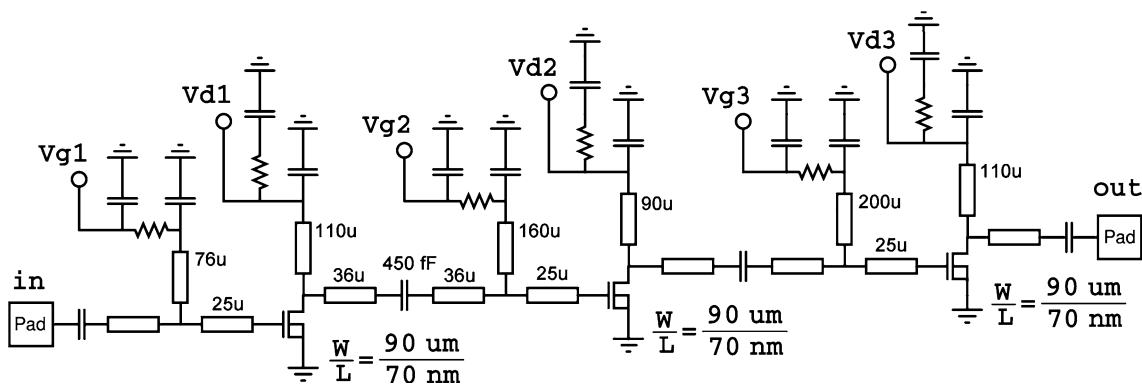 Vd3
Vd2
Vd1
Vg3
Vg2
Vg1
110u
out
90u
200u
Pad
110u
160u
76u
25u
36u
450 fF
36u
25u
in
25u
Pad
W/L = 90 um/70 nm
W/L = 90 um/70 nm
W/L = 90 um/70 nm